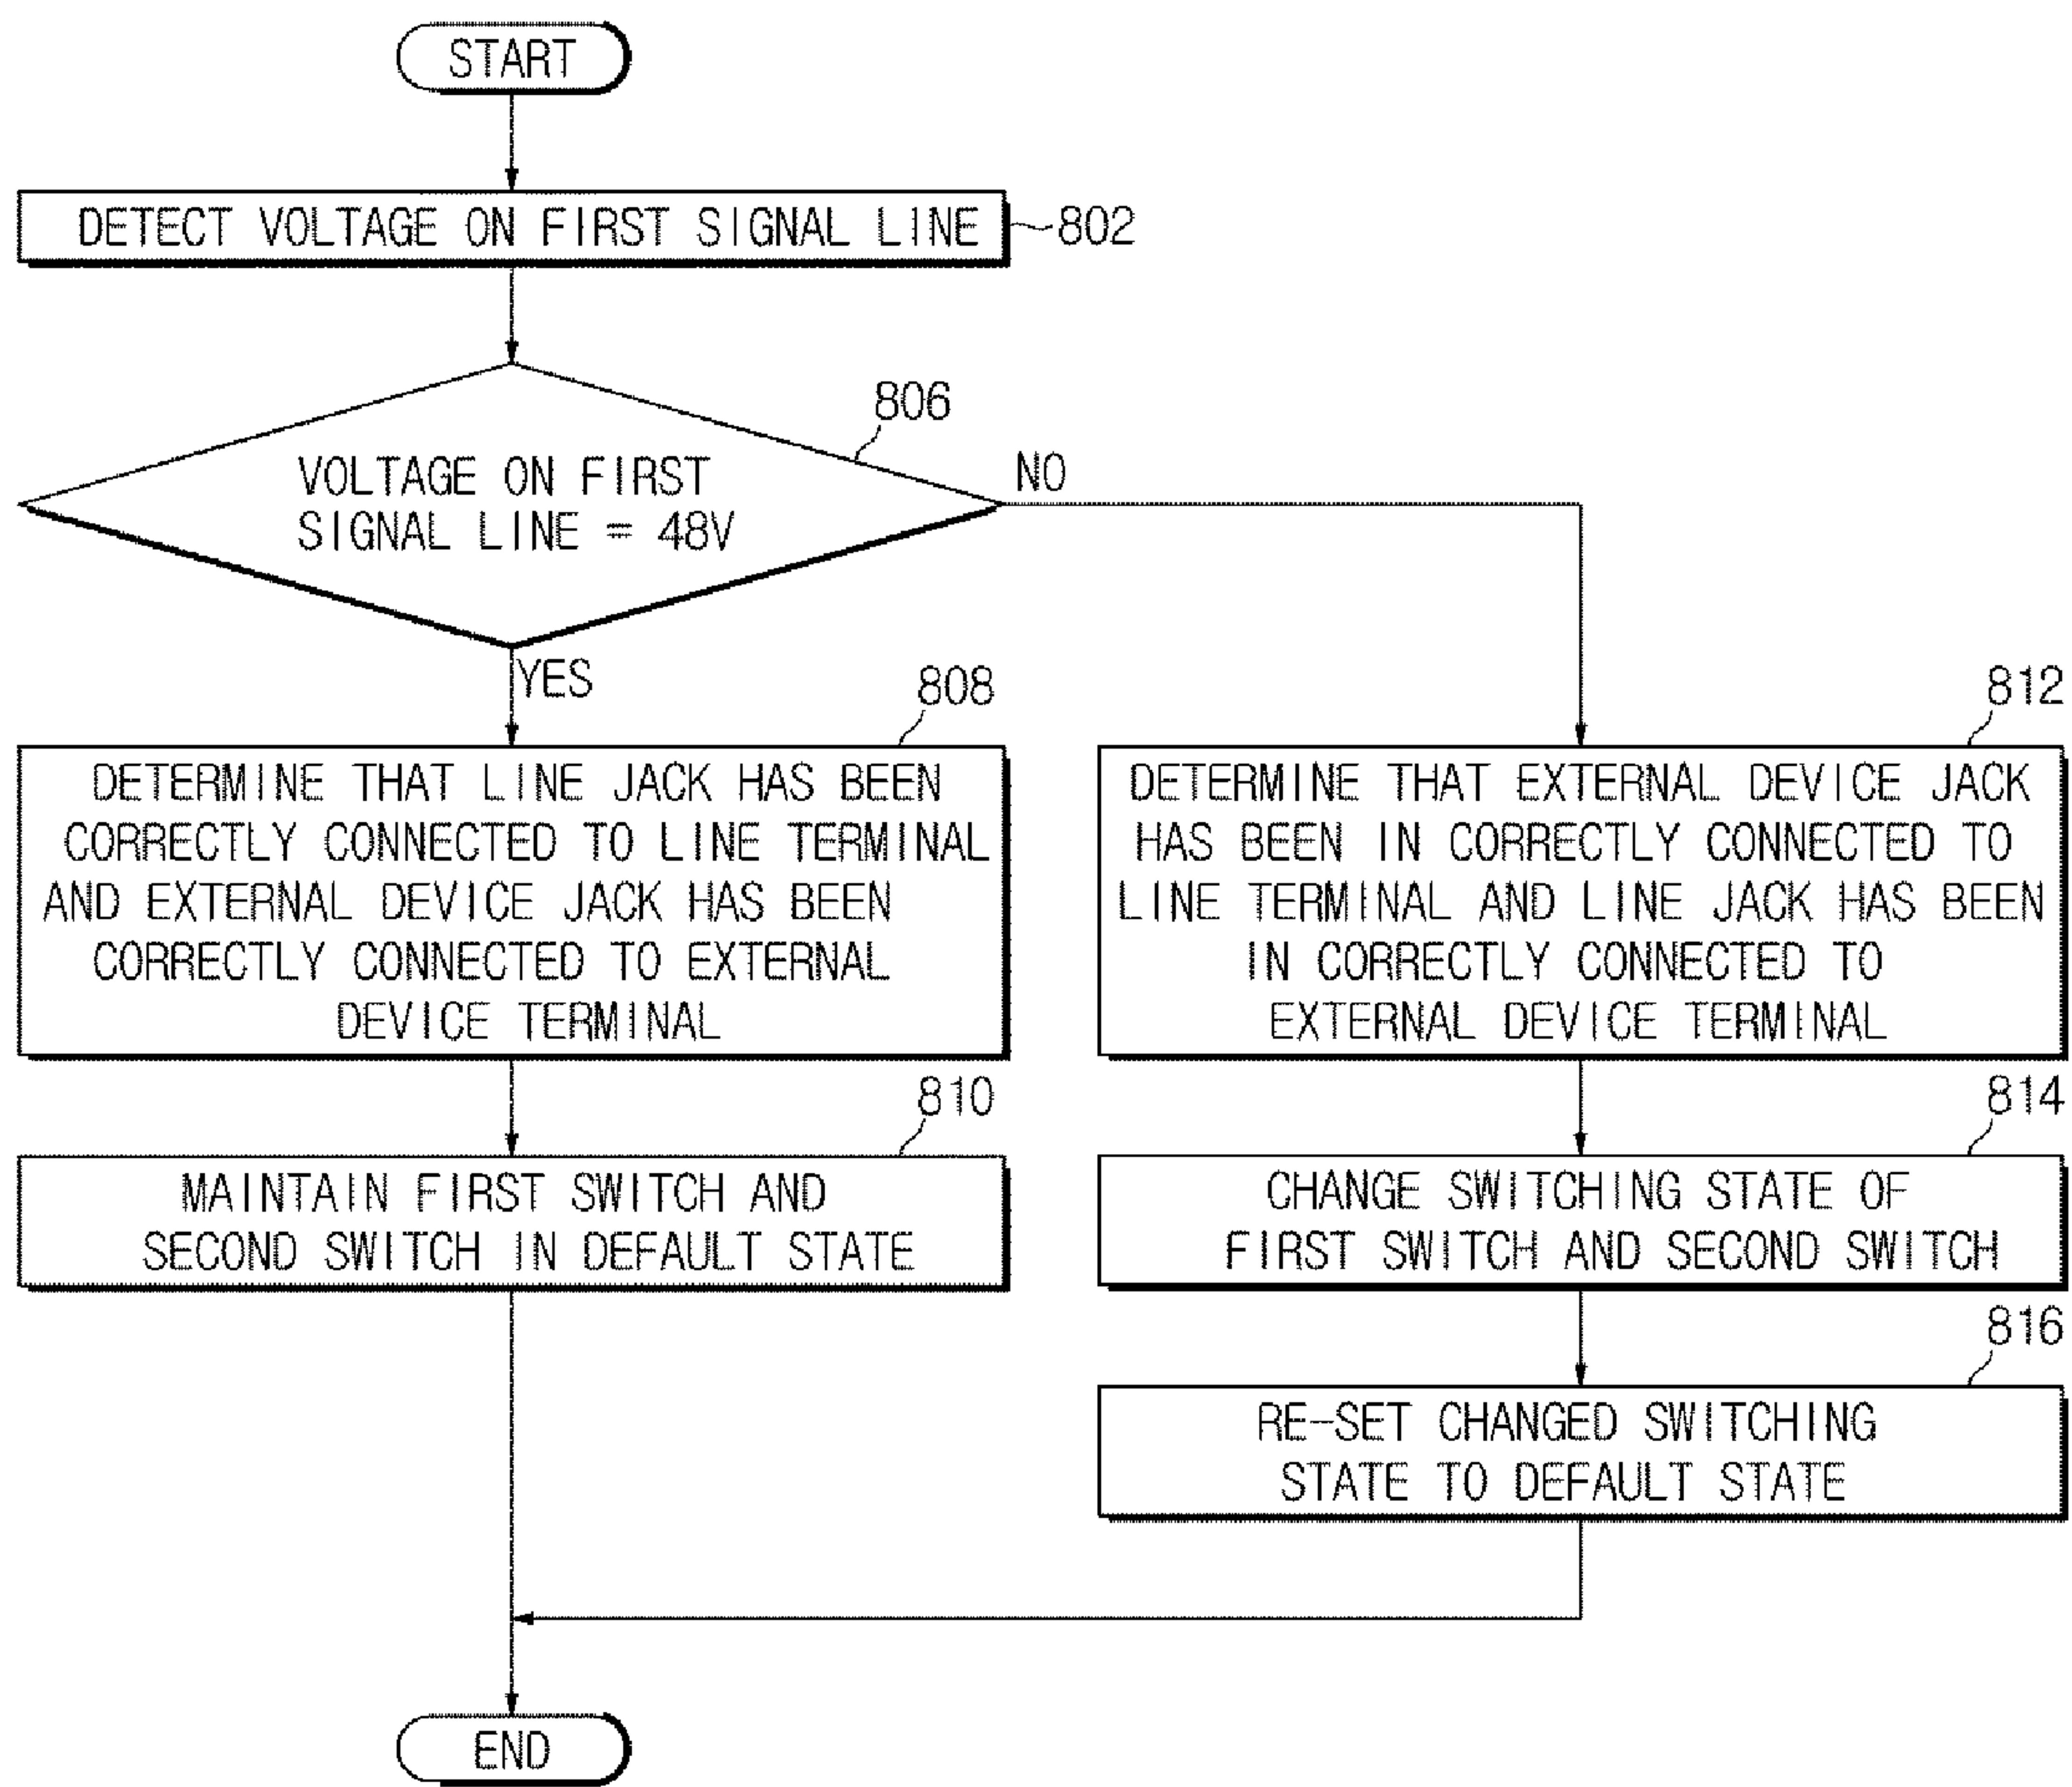 START
DETECT VOLTAGE ON FIRST SIGNAL LINE
802
806
VOLTAGE ON FIRST
SIGNAL LINE = 48V
NO
YES
808
DETERMINE THAT LINE JACK HAS BEEN
CORRECTLY CONNECTED TO LINE TERMINAL
AND EXTERNAL DEVICE JACK HAS BEEN
CORRECTLY CONNECTED TO EXTERNAL
DEVICE TERMINAL
812
DETERMINE THAT EXTERNAL DEVICE JACK
HAS BEEN IN CORRECTLY CONNECTED TO
LINE TERMINAL AND LINE JACK HAS BEEN
IN CORRECTLY CONNECTED TO
EXTERNAL DEVICE TERMINAL
810
MAINTAIN FIRST SWITCH AND
SECOND SWITCH IN DEFAULT STATE
814
CHANGE SWITCHING STATE OF
FIRST SWITCH AND SECOND SWITCH
816
RE-SET CHANGED SWITCHING
STATE TO DEFAULT STATE
END